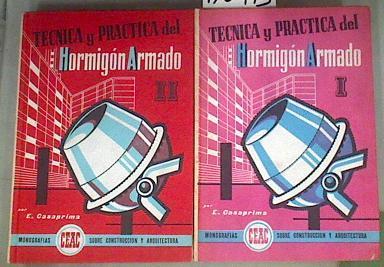 TECNICA y PRACTICA del
Hormigón Armado
II
por
E. Casaprima
MONOGRAFIAS CEAC SOBRE CONSTRUCCION Y ARQUITECTURA
TECNICA y PRACTICA del
Hormigón Armado
I
por
E. Casaprima
MONOGRAFIAS CEAC SOBRE CONSTRUCCION Y ARQUITECTURA